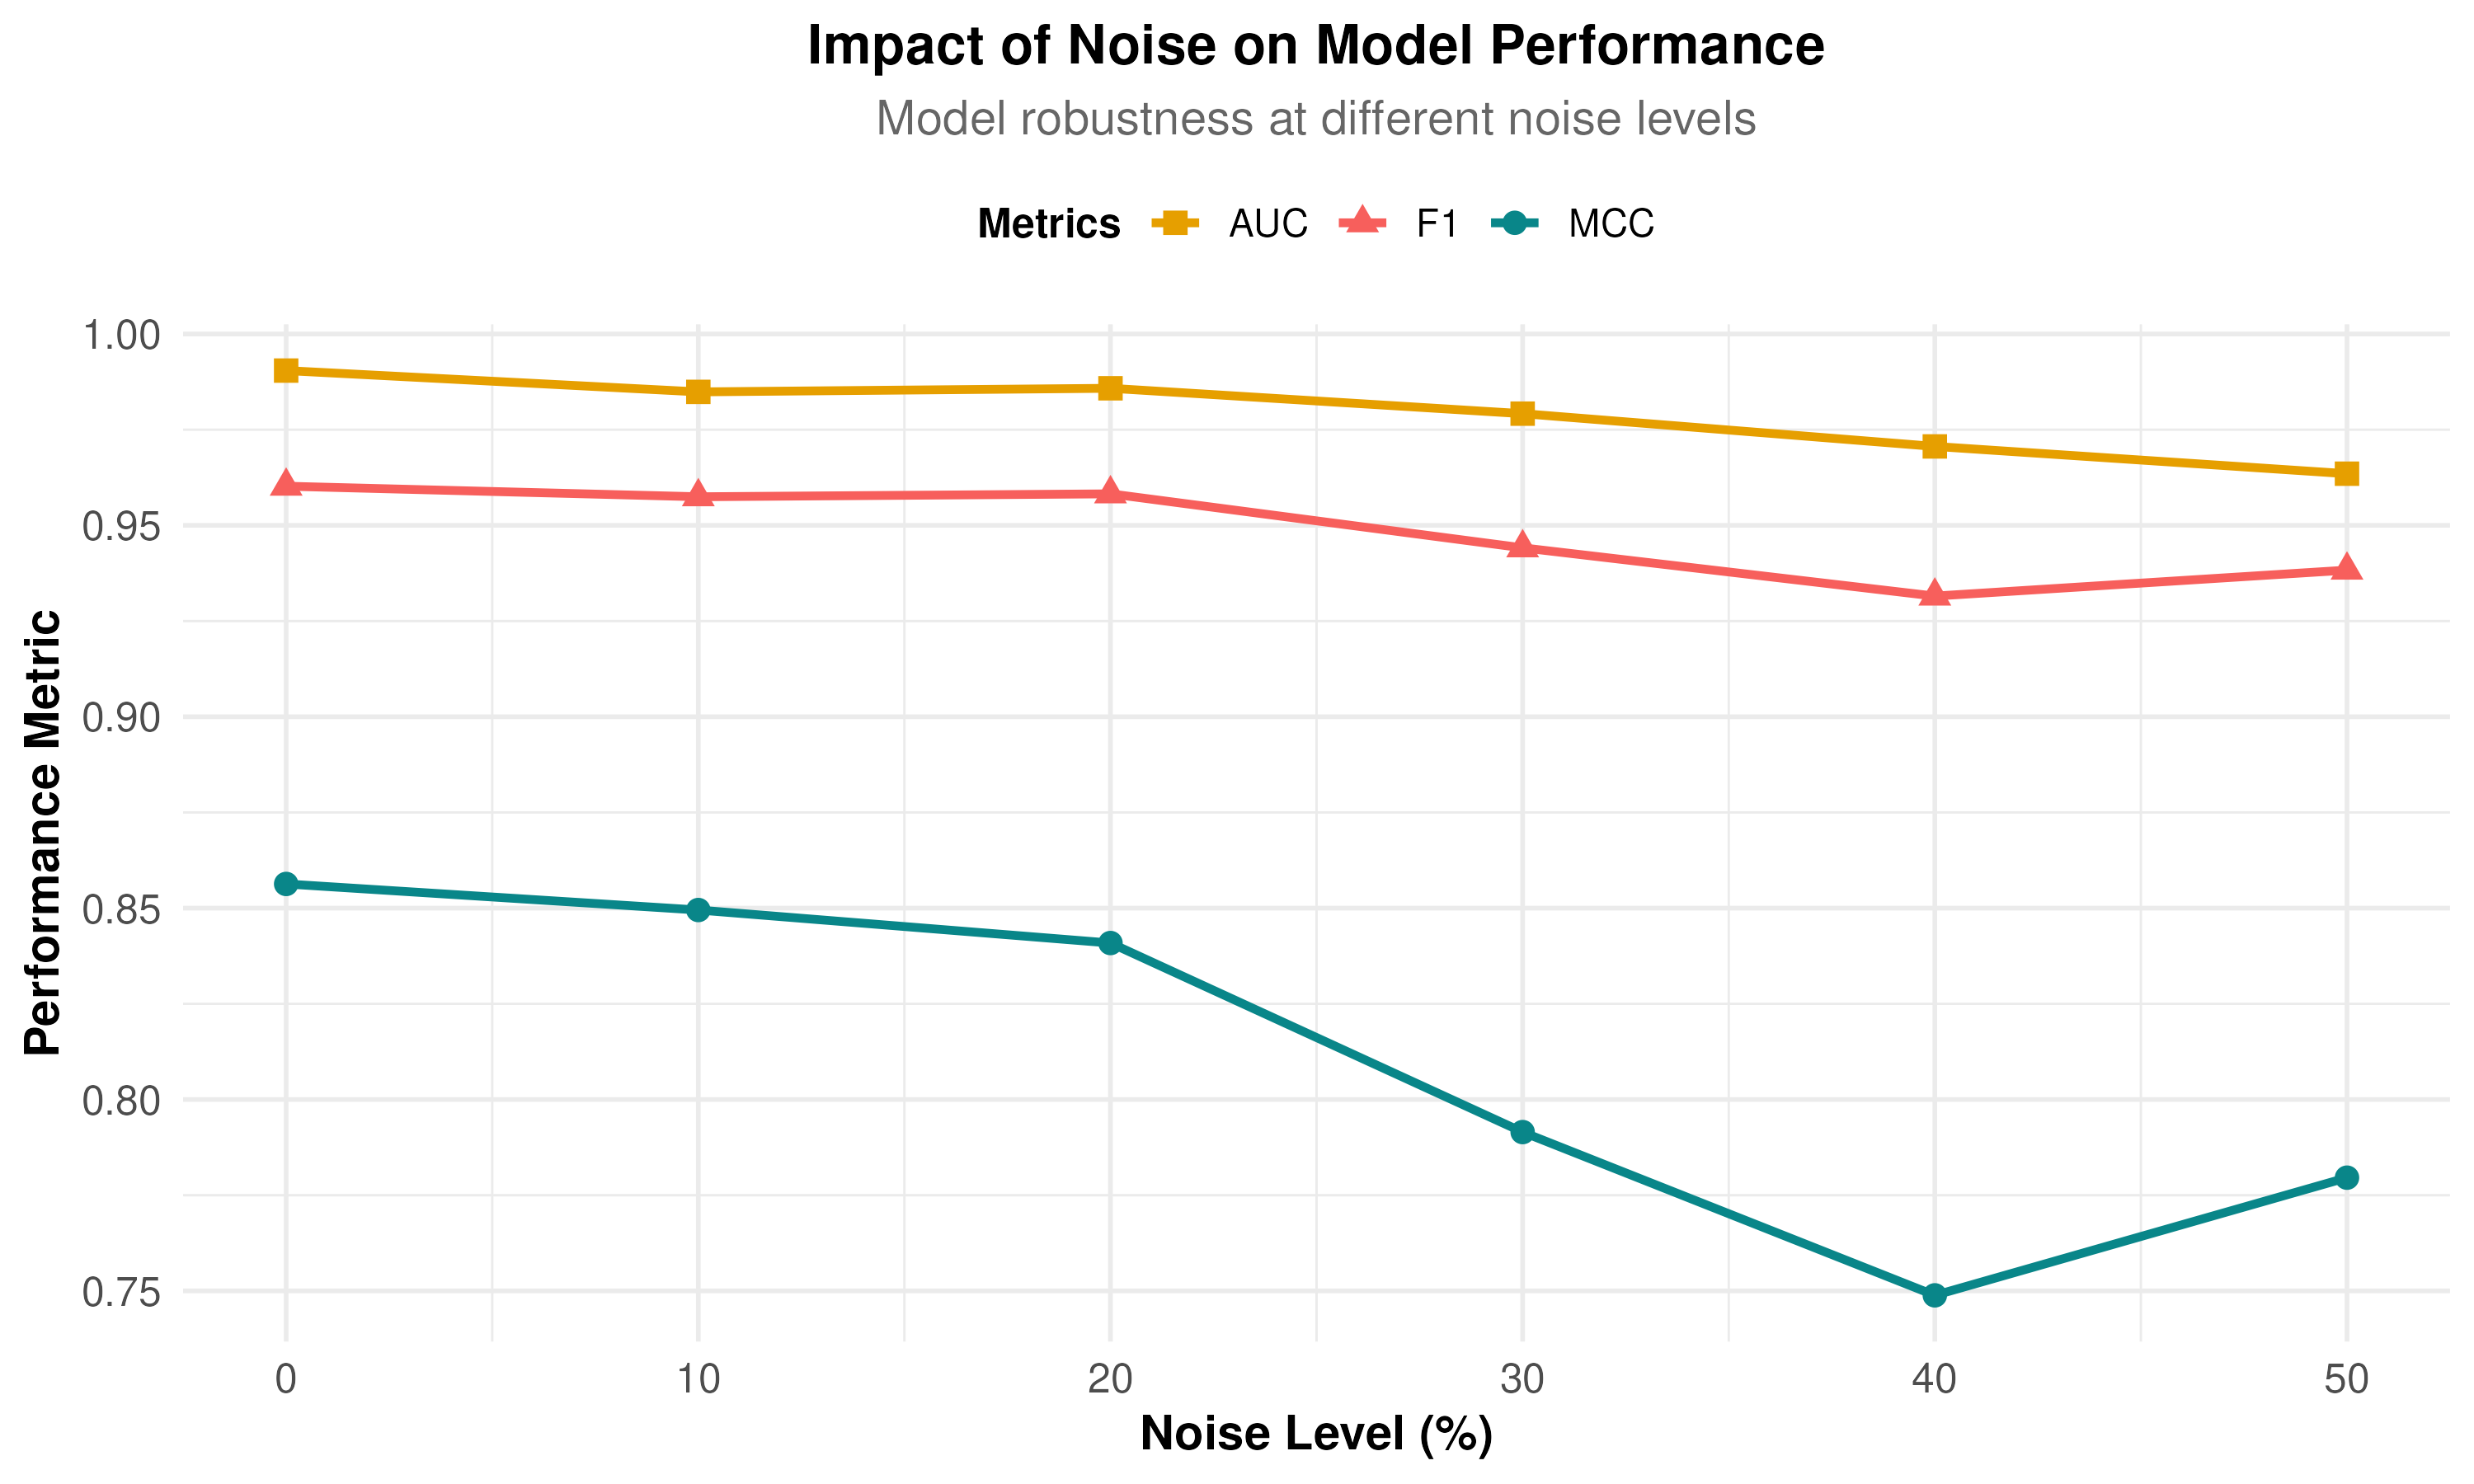 Impact of Noise on Model Performance
Model robustness at different noise levels
Metrics AUC F1 MCC
1.00
0.95
0.90
0.85
0.80
0.75
Performance Metric
0 10 20 30 40 50
Noise Level (%)